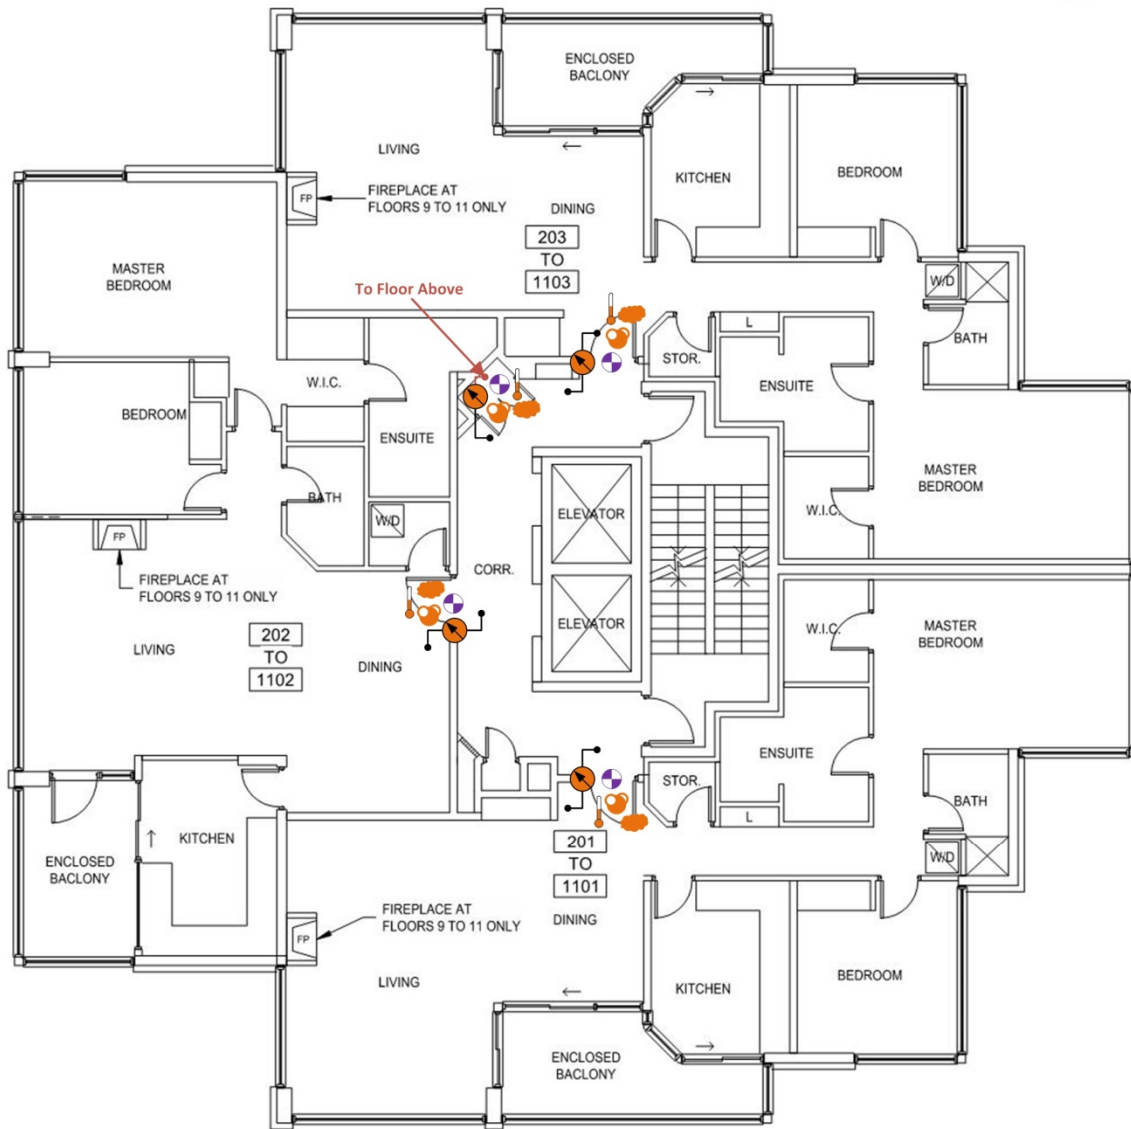 ENCLOSED
BACLONY
LIVING
KITCHEN
BEDROOM
FP
FIREPLACE AT
FLOORS 9 TO 11 ONLY
DINING
203
TO
1103
MASTER
BEDROOM
To Floor Above
W/D
L
STOR.
BATH
W.I.C.
ENSUITE
BEDROOM
ENSUITE
BATH
MASTER
BEDROOM
W/D
ELEVATOR
W.I.C.
FP
CORR.
FIREPLACE AT
FLOORS 9 TO 11 ONLY
ELEVATOR
W.I.C.
MASTER
BEDROOM
202
TO
1102
LIVING
DINING
ENSUITE
STOR.
BATH
L
KITCHEN
201
TO
1101
ENCLOSED
BACLONY
W/D
FIREPLACE AT
FLOORS 9 TO 11 ONLY
FP
DINING
LIVING
KITCHEN
BEDROOM
ENCLOSED
BACLONY